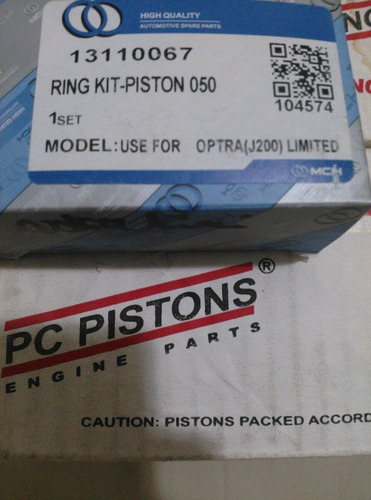 HIGH QUALITY
AUTOMOTIVE SPARE PARTS
13110067
RING KIT-PISTON 050
104574
1SET
MODEL:USE FOR OPTRA(J200) LIMITED
MCH
PC PISTONS®
ENGINE PARTS
CAUTION: PISTONS PACKED ACCORD